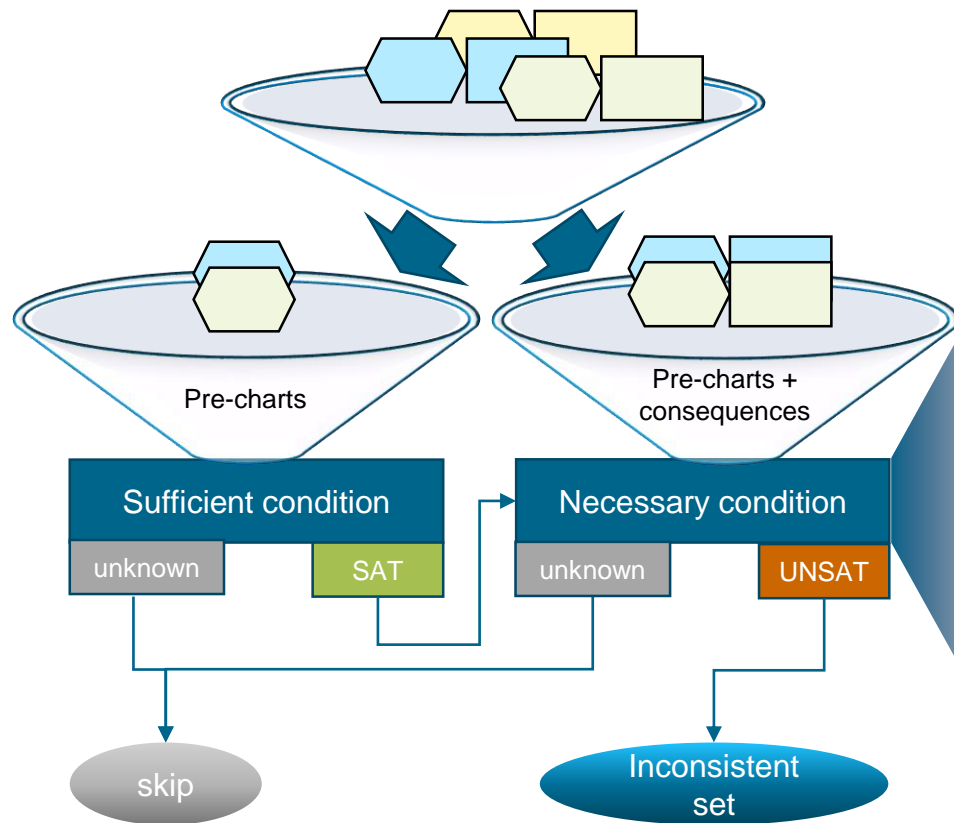 Pre-charts
Pre-charts +
consequences
Sufficient condition
Necessary condition
unknown
SAT
unknown
UNSAT
skip
Inconsistent
set